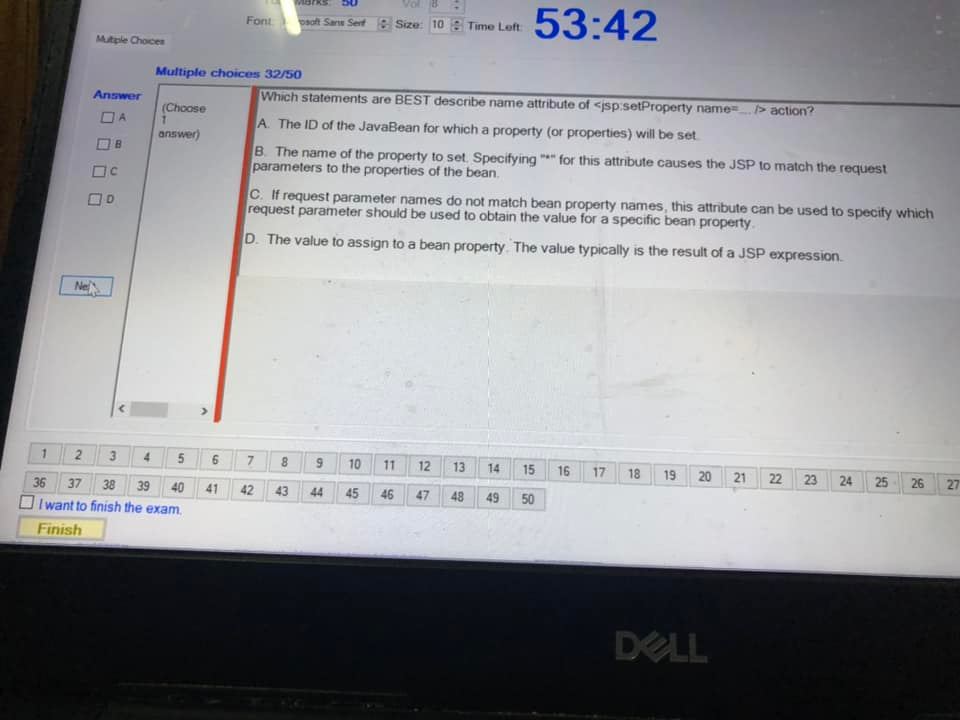 Marks: 50 Vol 8
Font: Microsoft Sans Serif Size: 10 Time Left: 53:42
Multiple Choices
Multiple choices 32/50
Answer
A
B
C
D
(Choose
1
answer)
Which statements are BEST describe name attribute of <jsp:setProperty name=.... /> action?
A. The ID of the JavaBean for which a property (or properties) will be set.
B. The name of the property to set. Specifying "*" for this attribute causes the JSP to match the request
parameters to the properties of the bean.
C. If request parameter names do not match bean property names, this attribute can be used to specify which
request parameter should be used to obtain the value for a specific bean property.
D. The value to assign to a bean property. The value typically is the result of a JSP expression.
1 2 3 4 5 6 7 8 9 10 11 12 13 14 15 16 17 18 19 20 21 22 23 24 25 26 27
36 37 38 39 40 41 42 43 44 45 46 47 48 49 50
I want to finish the exam.
Finish
DELL